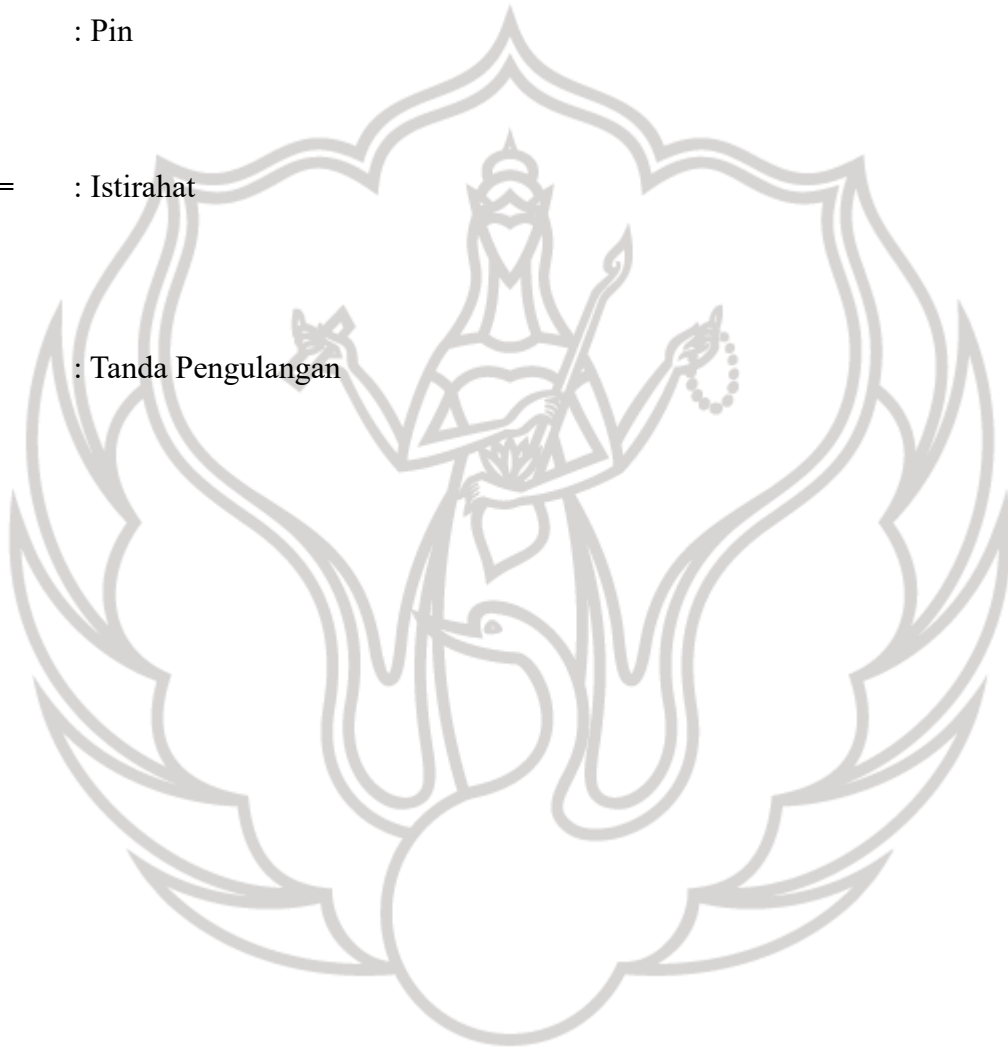 : Pin
= : Istirahat
: Tanda Pengulangan